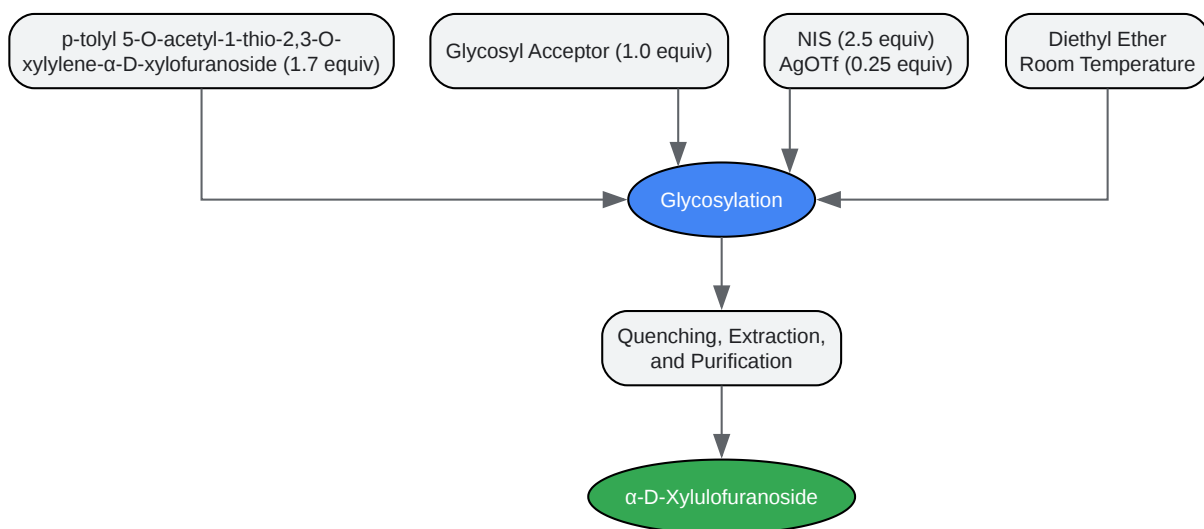 p-tolyl 5-O-acetyl-1-thio-2,3-O-
xylylene-α-D-xylofuranoside (1.7 equiv)
Glycosyl Acceptor (1.0 equiv)
NIS (2.5 equiv)
AgOTf (0.25 equiv)
Diethyl Ether
Room Temperature
Glycosylation
Quenching, Extraction,
and Purification
α-D-Xylulofuranoside